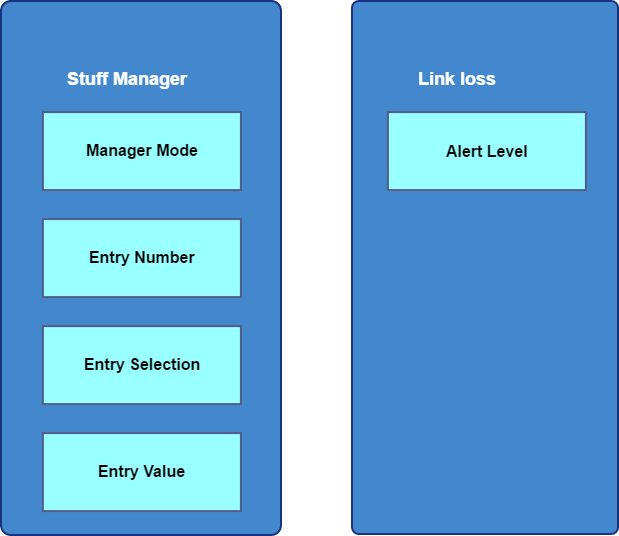 Stuff Manager
Manager Mode
Entry Number
Entry Selection
Entry Value
Link loss
Alert Level